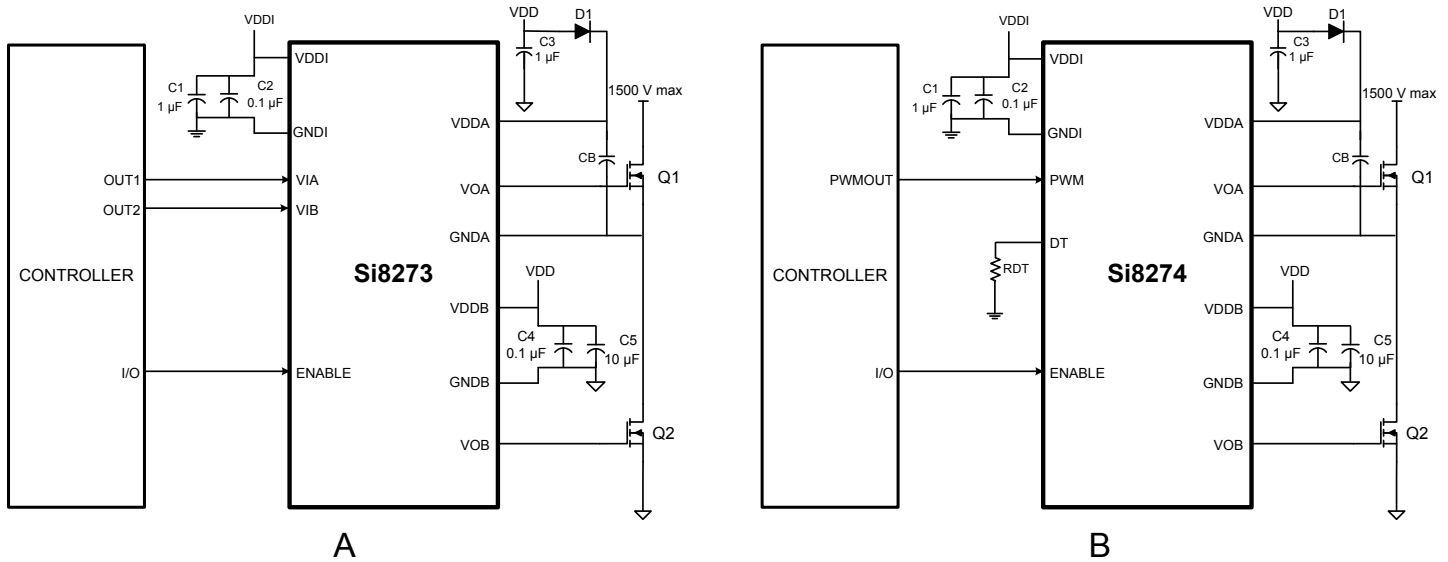 VDDI
VDD
D1
C3
1 µF
C1
1 µF
C2
0.1 µF
VDDI
GNDI
1500 V max
VDDA
CB
Q1
OUT1
VIA
VOA
OUT2
VIB
GNDA
CONTROLLER
Si8273
VDD
VDDB
C4
0.1 µF
C5
10 µF
I/O
ENABLE
GNDB
VOB
Q2
A
VDDI
VDD
D1
C3
1 µF
C1
1 µF
C2
0.1 µF
VDDI
GNDI
1500 V max
VDDA
CB
Q1
PWMOUT
PWM
VOA
DT
GNDA
RDT
CONTROLLER
Si8274
VDD
VDDB
C4
0.1 µF
C5
10 µF
I/O
ENABLE
GNDB
VOB
Q2
B